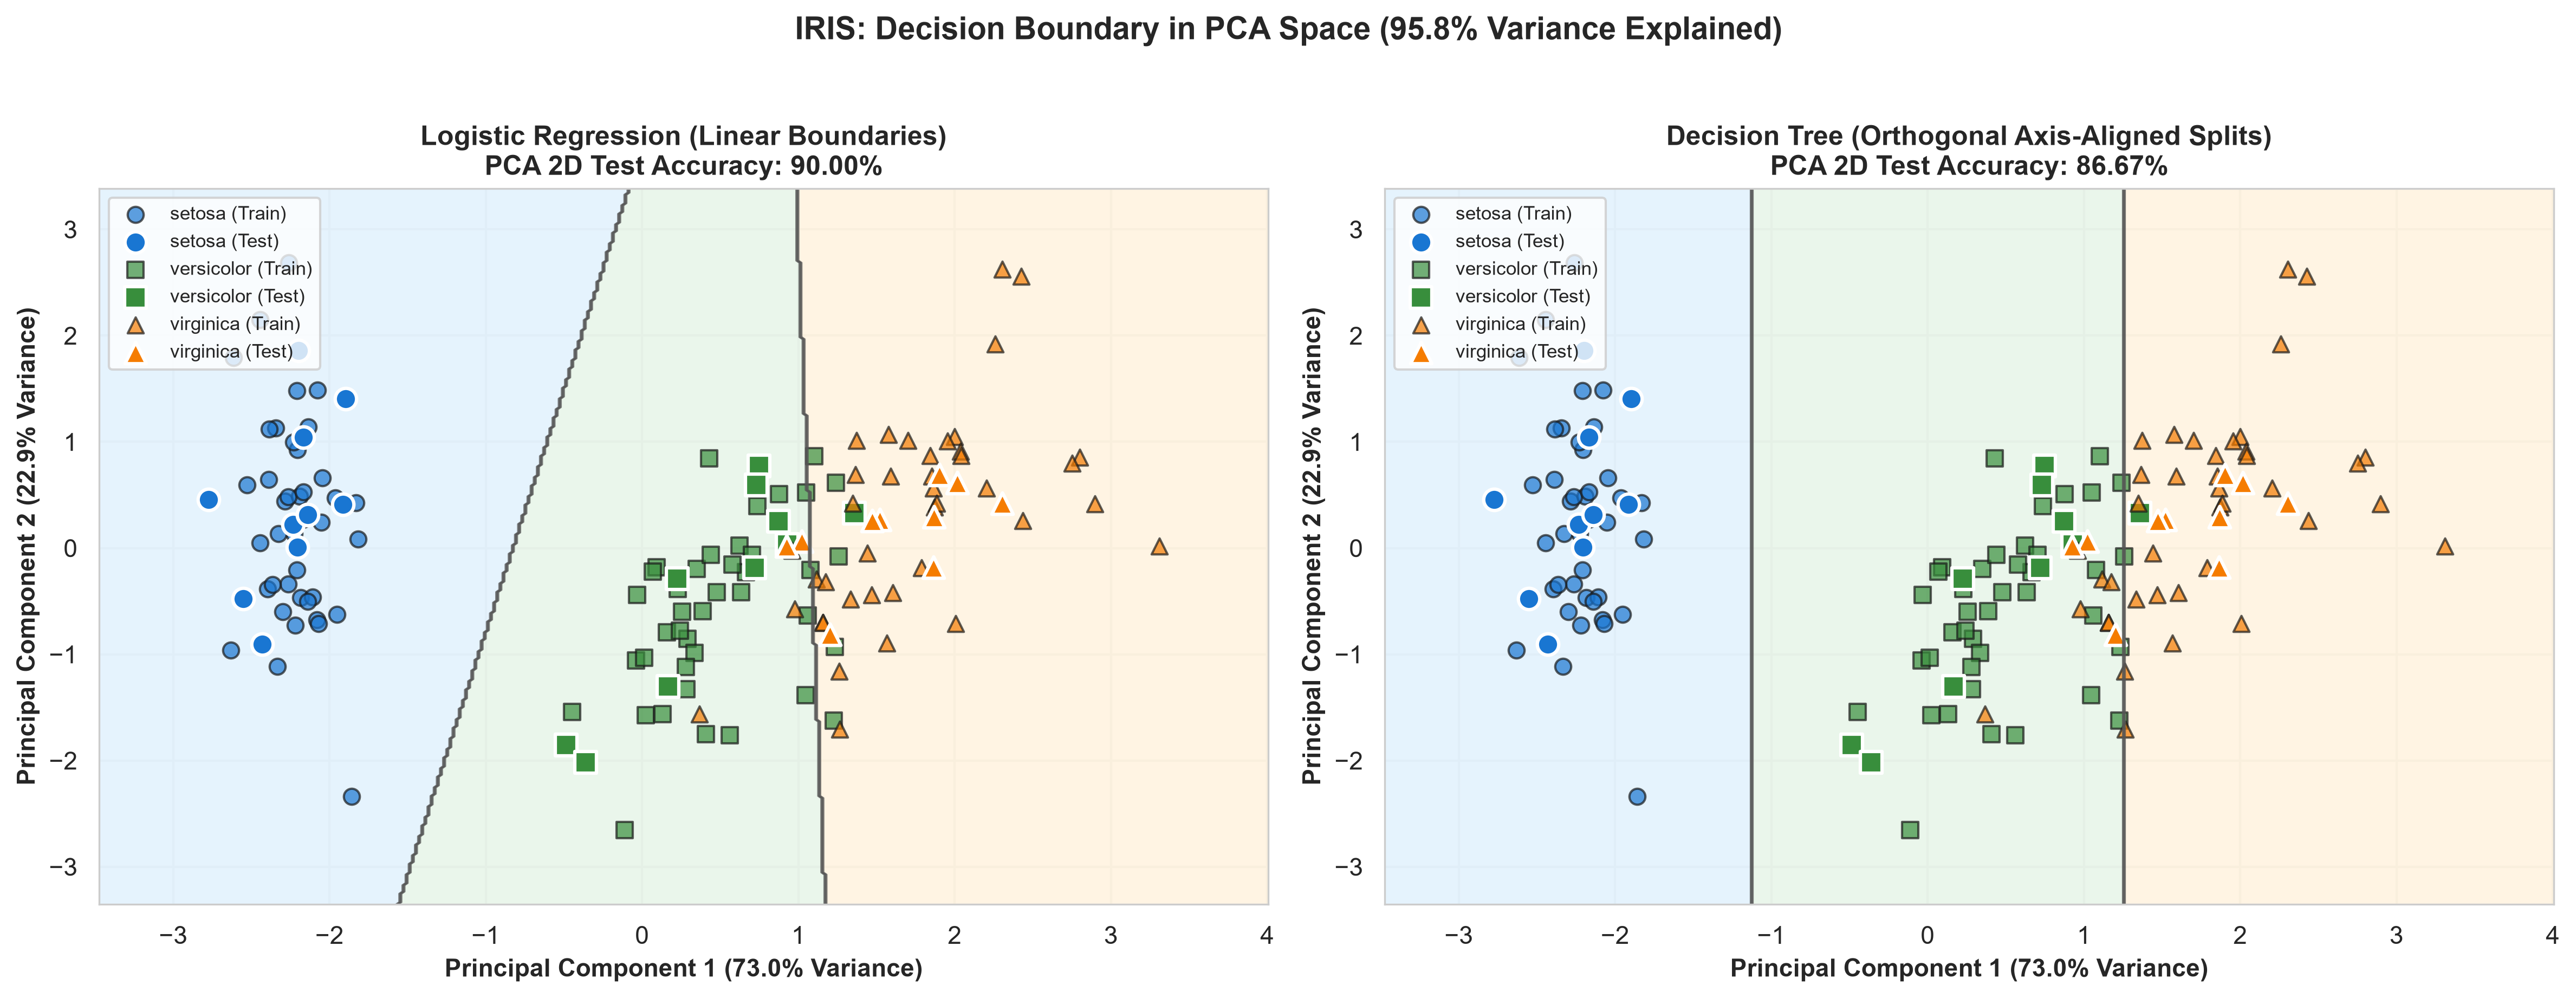 IRIS: Decision Boundary in PCA Space (95.8% Variance Explained)
Logistic Regression (Linear Boundaries)
PCA 2D Test Accuracy: 90.00%
setosa (Train)
setosa (Test)
versicolor (Train)
versicolor (Test)
virginica (Train)
virginica (Test)
Principal Component 2 (22.9% Variance)
3
2
1
0
−1
−2
−3
−3 −2 −1 0 1 2 3 4
Principal Component 1 (73.0% Variance)
Decision Tree (Orthogonal Axis-Aligned Splits)
PCA 2D Test Accuracy: 86.67%
setosa (Train)
setosa (Test)
versicolor (Train)
versicolor (Test)
virginica (Train)
virginica (Test)
Principal Component 2 (22.9% Variance)
3
2
1
0
−1
−2
−3
−3 −2 −1 0 1 2 3 4
Principal Component 1 (73.0% Variance)